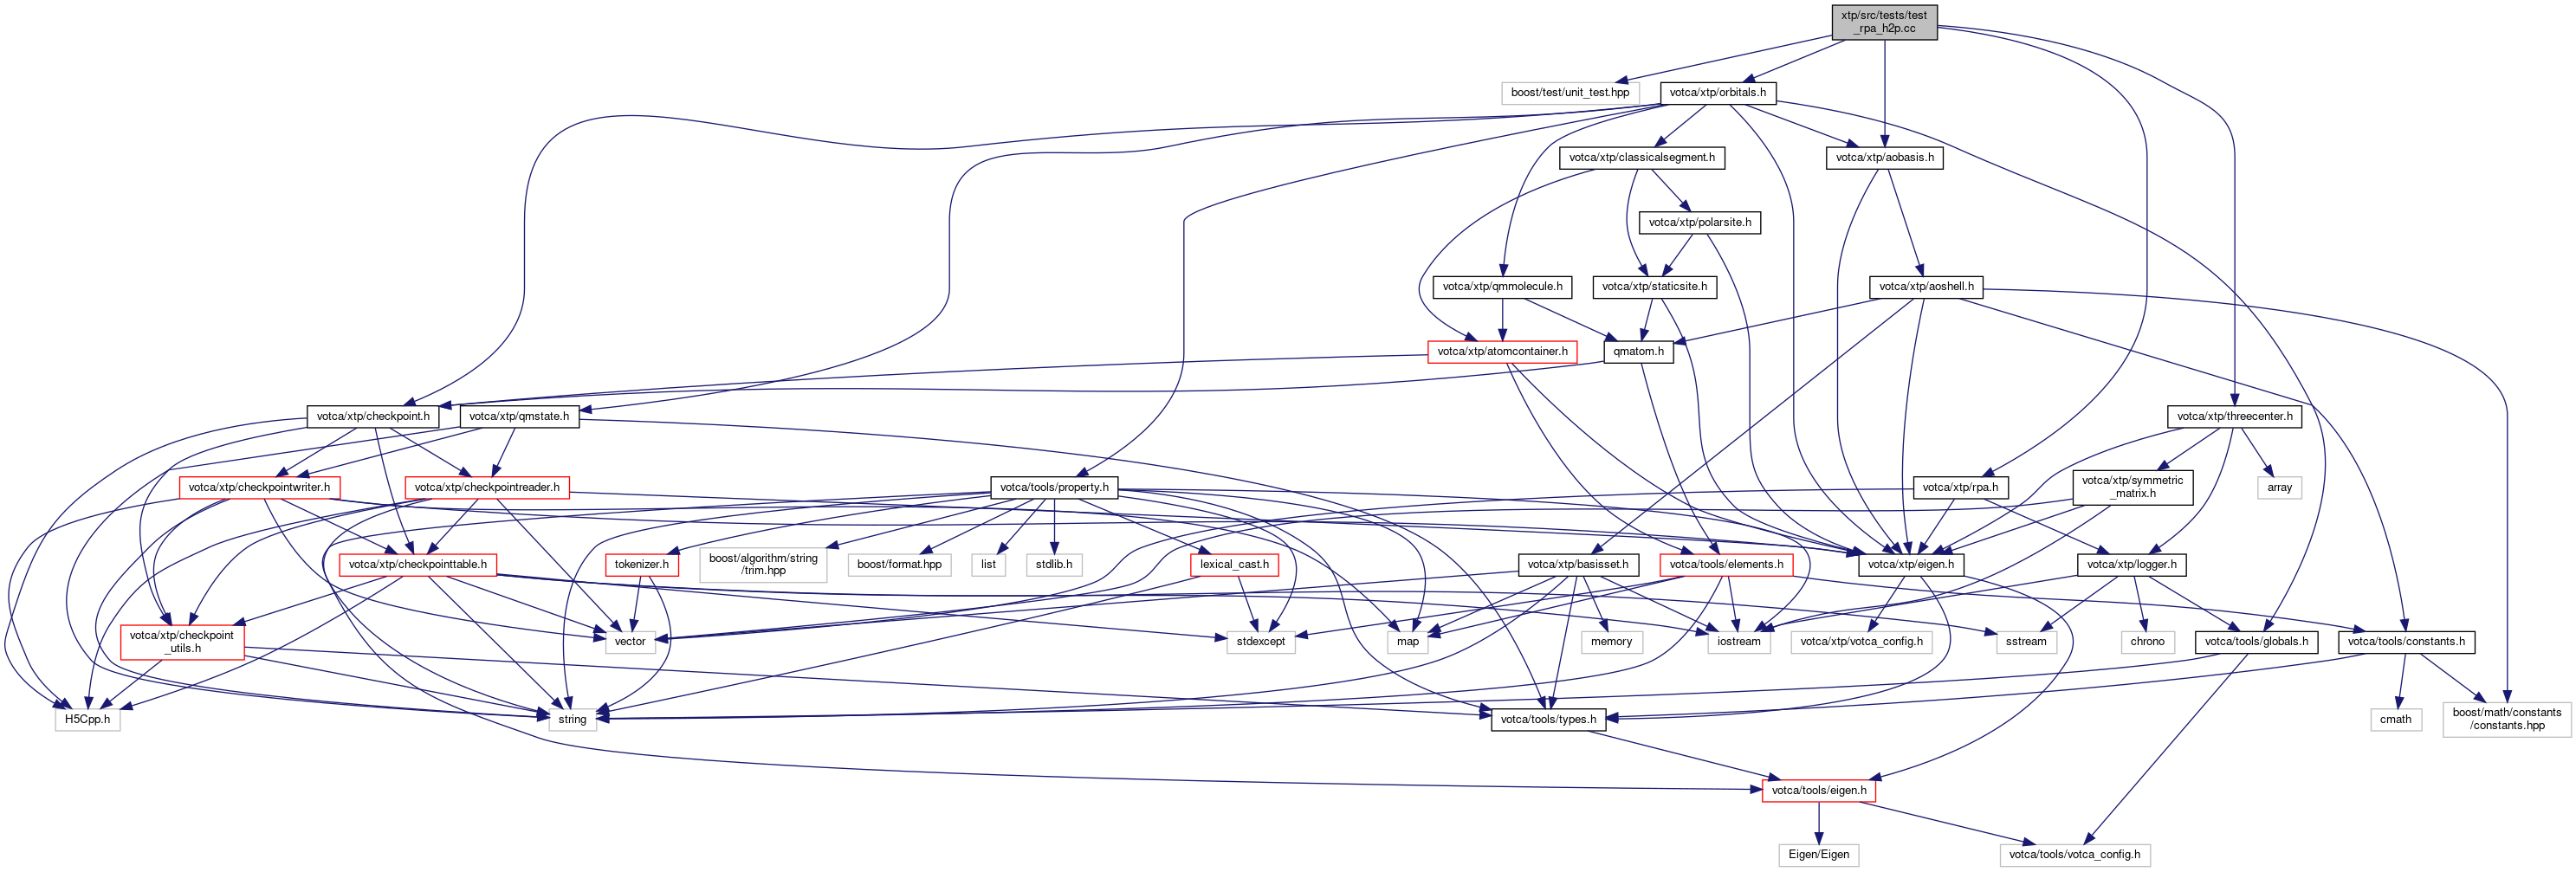 xtp/src/tests/test
_rpa_h2p.cc
boost/test/unit_test.hpp
votca/xtp/orbitals.h
votca/xtp/classicalsegment.h
votca/xtp/aobasis.h
votca/xtp/polarsite.h
votca/xtp/qmmolecule.h
votca/xtp/staticsite.h
votca/xtp/aoshell.h
votca/xtp/atomcontainer.h
qmatom.h
votca/xtp/checkpoint.h
votca/xtp/qmstate.h
votca/xtp/threecenter.h
votca/xtp/checkpointwriter.h
votca/xtp/checkpointreader.h
votca/tools/property.h
votca/xtp/rpa.h
votca/xtp/symmetric
_matrix.h
array
votca/xtp/checkpointtable.h
tokenizer.h
boost/algorithm/string
/trim.hpp
boost/format.hpp
list
stdlib.h
lexical_cast.h
votca/xtp/basisset.h
votca/tools/elements.h
votca/xtp/eigen.h
votca/xtp/logger.h
votca/xtp/checkpoint
_utils.h
vector
stdexcept
map
memory
iostream
votca/xtp/votca_config.h
sstream
chrono
votca/tools/globals.h
votca/tools/constants.h
H5Cpp.h
string
votca/tools/types.h
cmath
boost/math/constants
/constants.hpp
votca/tools/eigen.h
Eigen/Eigen
votca/tools/votca_config.h